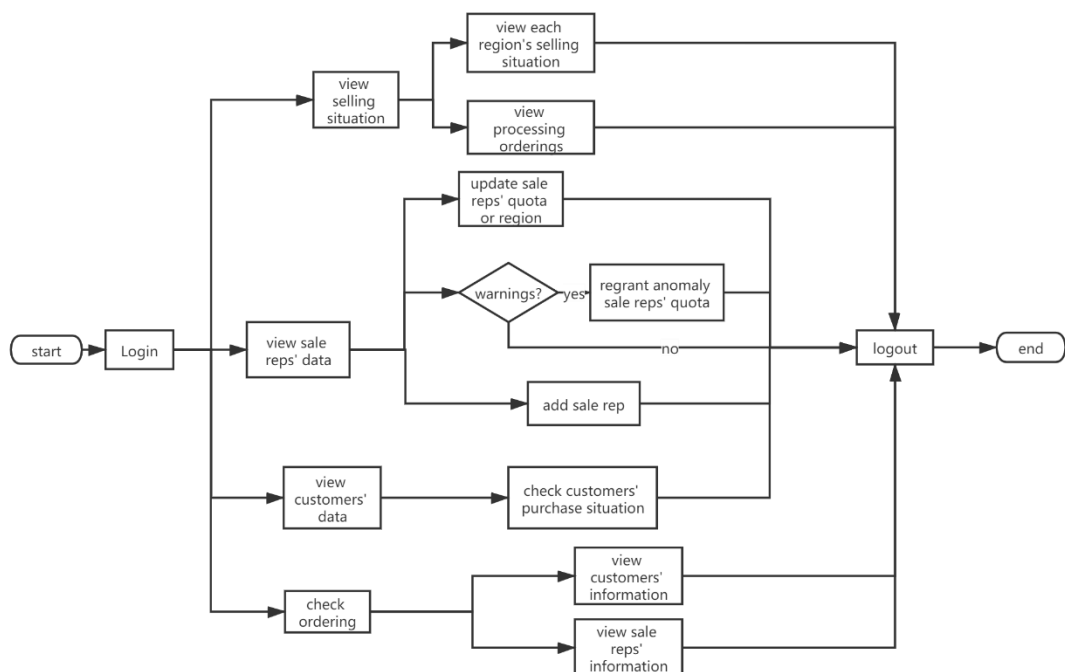 view each
region's selling
situation
view
selling
situation
view
processing
orderings
update sale
reps' quota
or region
warnings?
yes
regrant anomaly
sale reps' quota
start
Login
view sale
reps' data
no
logout
end
add sale rep
view
customers'
data
check customers'
purchase situation
view
customers'
information
check
ordering
view sale
reps'
information